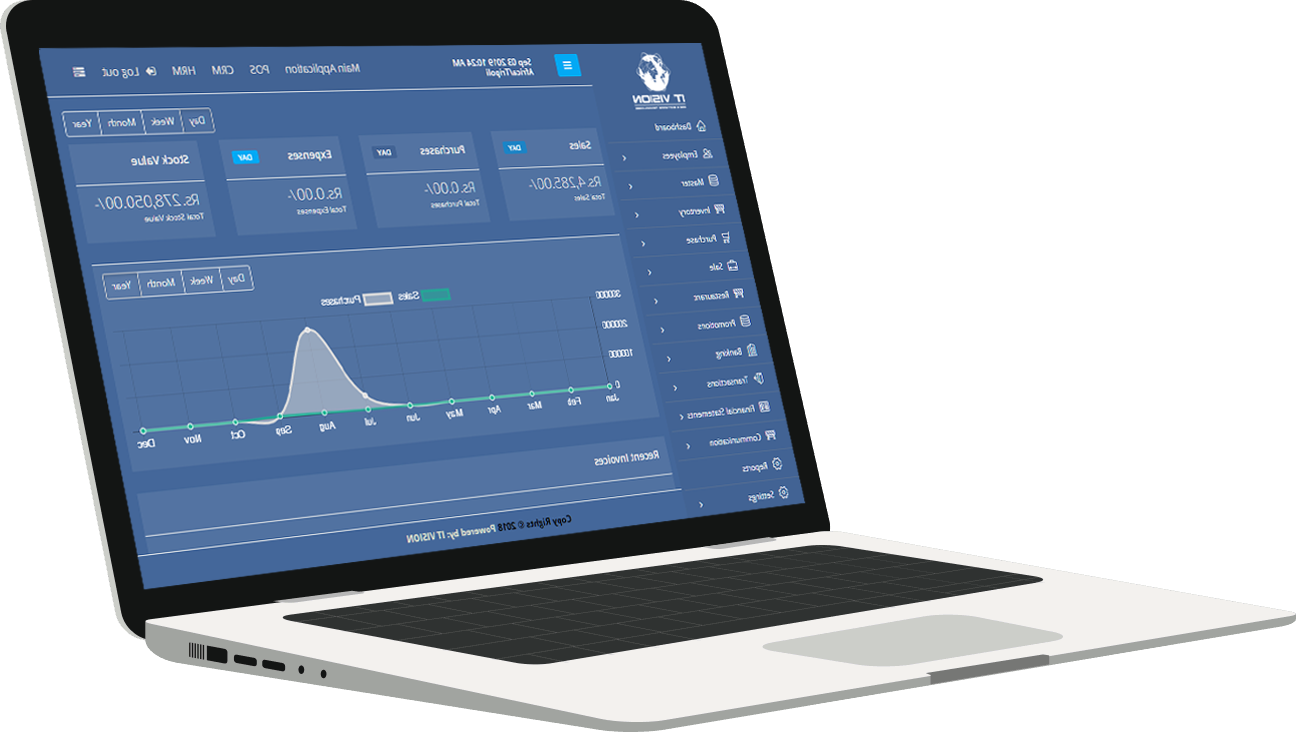 IT VISION
Dashboard
Employees
Master
Inventory
Purchase
Sale
Restaurant
Promotions
Banking
Transactions
Financial Statements
Communication
Reports
Settings
Sep 03 2019 10:24 AM
Africa/Tripoli
Main Application POS CRM HRM Log out
Day Week Month Year
Sales DAY
Rs.4,285.00/-
Total Sales
Purchases DAY
Rs.0.00/-
Total Purchases
Expenses DAY
Rs.0.00/-
Total Expenses
Stock Value
Rs.278,050.00/-
Total Stock Value
Day Week Month Year
Sales Purchases
300000
200000
100000
0
Jan Feb Mar Apr May Jun Jul Aug Sep Oct Nov Dec
Recent Invoices
Copy Rights © 2018 Powered by: IT VISION